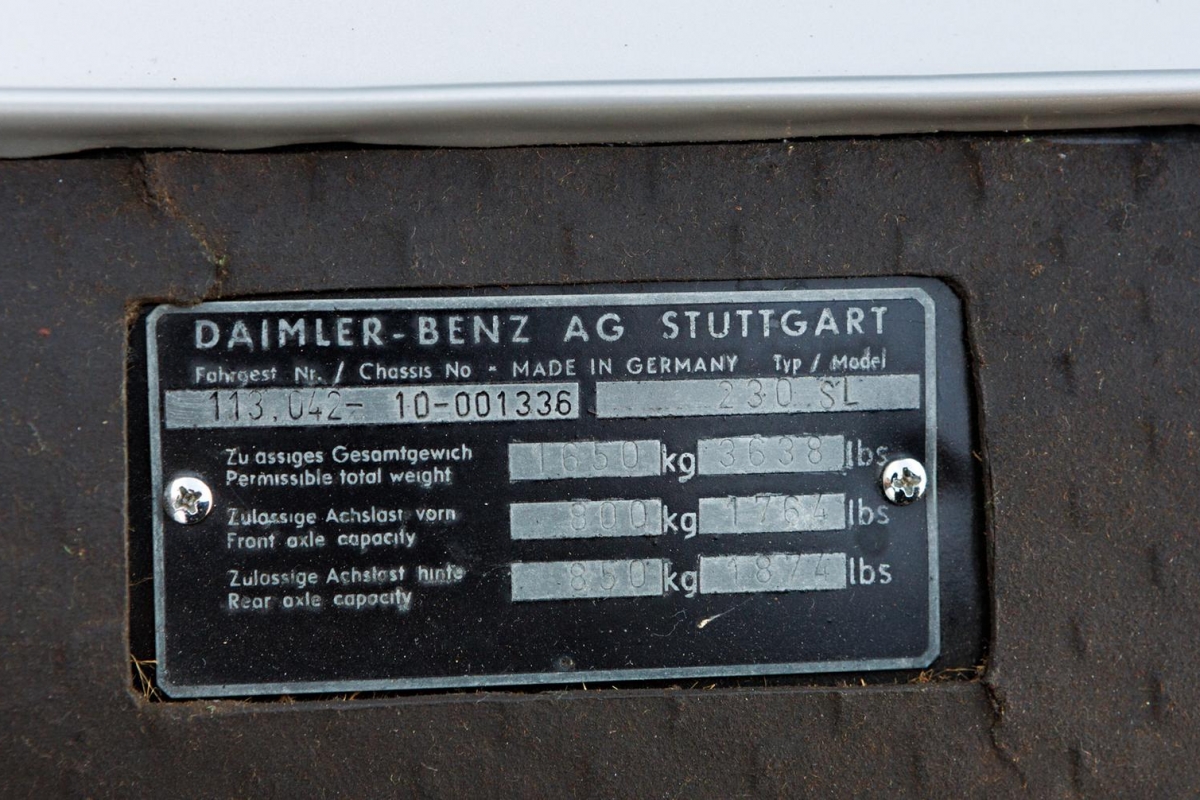 DAIMLER-BENZ AG STUTTGART
Fahrgest Nr. / Chassis No - MADE IN GERMANY Typ / Model
113.042- 10-001336 230 SL
Zu assiges Gesamtgewich 1650 kg 3638 lbs
Permissible total weight
Zulassige Achslast vorn 800 kg 1764 lbs
Front axle capacity
Zulassige Achslast hinte 850 kg 1874 lbs
Rear axle capacity